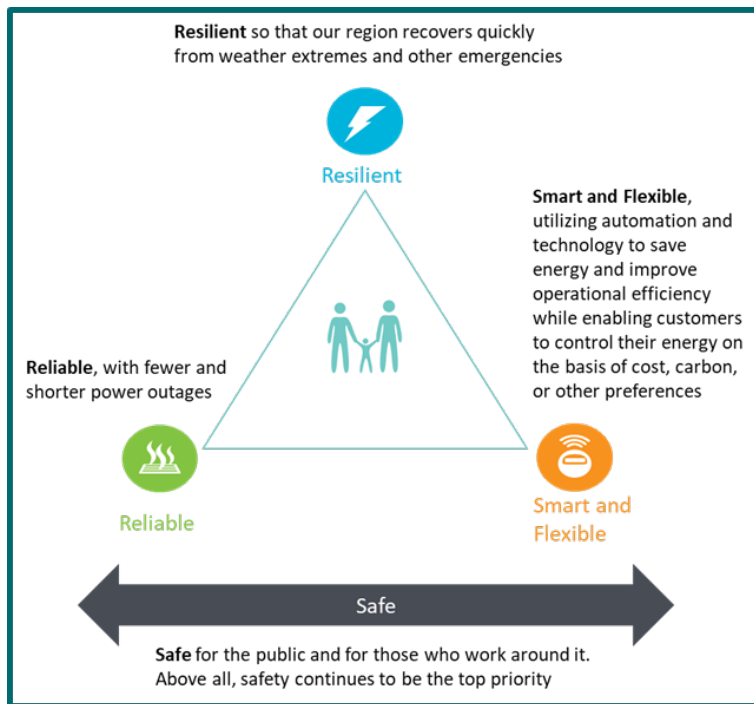 Resilient so that our region recovers quickly
from weather extremes and other emergencies
Resilient
Smart and Flexible,
utilizing automation and
technology to save
energy and improve
operational efficiency
while enabling customers
to control their energy on
the basis of cost, carbon,
or other preferences
Reliable, with fewer and
shorter power outages
Reliable
Smart and
Flexible
Safe
Safe for the public and for those who work around it.
Above all, safety continues to be the top priority